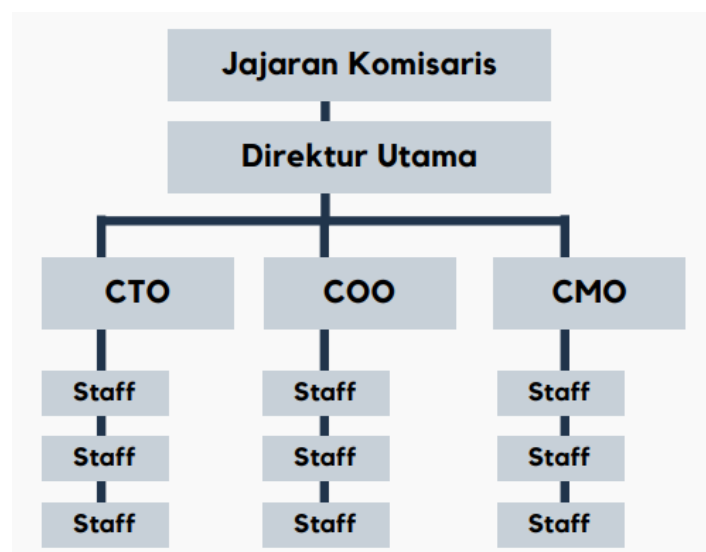 Jajaran Komisaris
Direktur Utama
CTO
COO
CMO
Staff
Staff
Staff
Staff
Staff
Staff
Staff
Staff
Staff